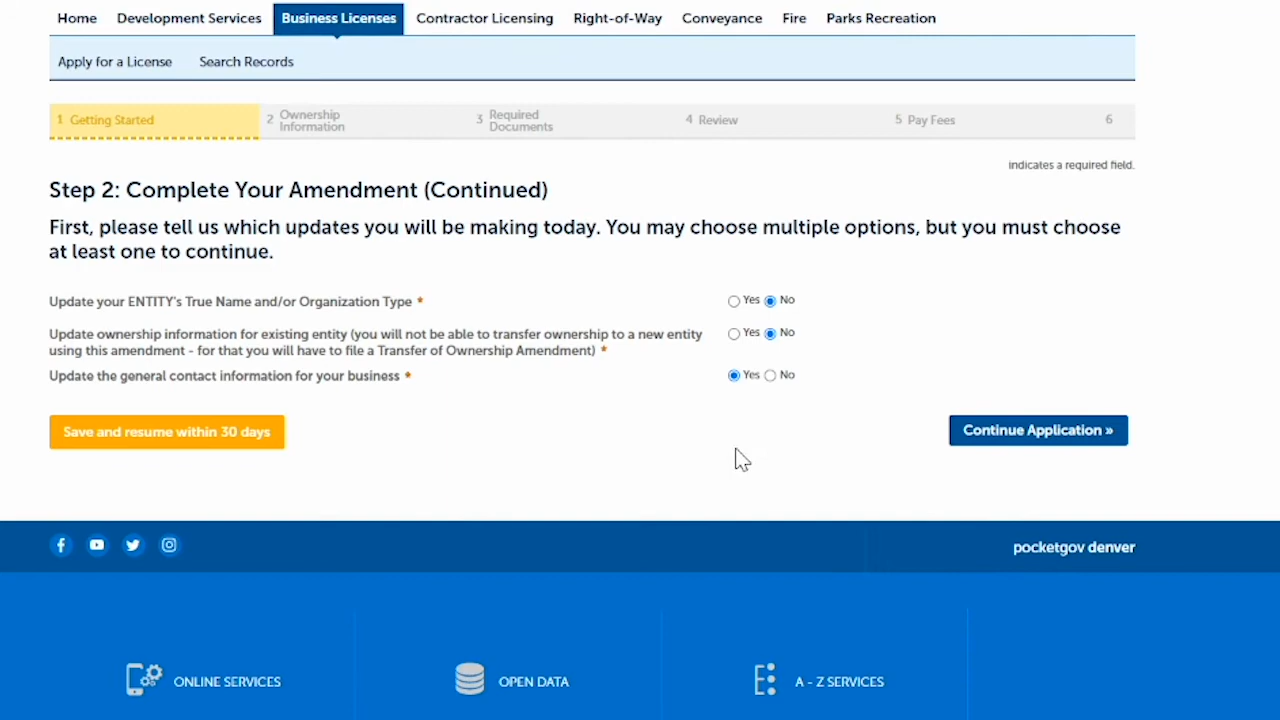 Home Development Services Business Licenses Contractor Licensing Right-of-Way Conveyance Fire Parks Recreation
Apply for a License Search Records
1 Getting Started 2 Ownership Information 3 Required Documents 4 Review 5 Pay Fees 6
indicates a required field.
Step 2: Complete Your Amendment (Continued)
First, please tell us which updates you will be making today. You may choose multiple options, but you must choose
at least one to continue.
Update your ENTITY's True Name and/or Organization Type * Yes No
Update ownership information for existing entity (you will not be able to transfer ownership to a new entity Yes No
using this amendment - for that you will have to file a Transfer of Ownership Amendment) *
Update the general contact information for your business * Yes No
Save and resume within 30 days Continue Application »
pocketgov denver
ONLINE SERVICES OPEN DATA A - Z SERVICES